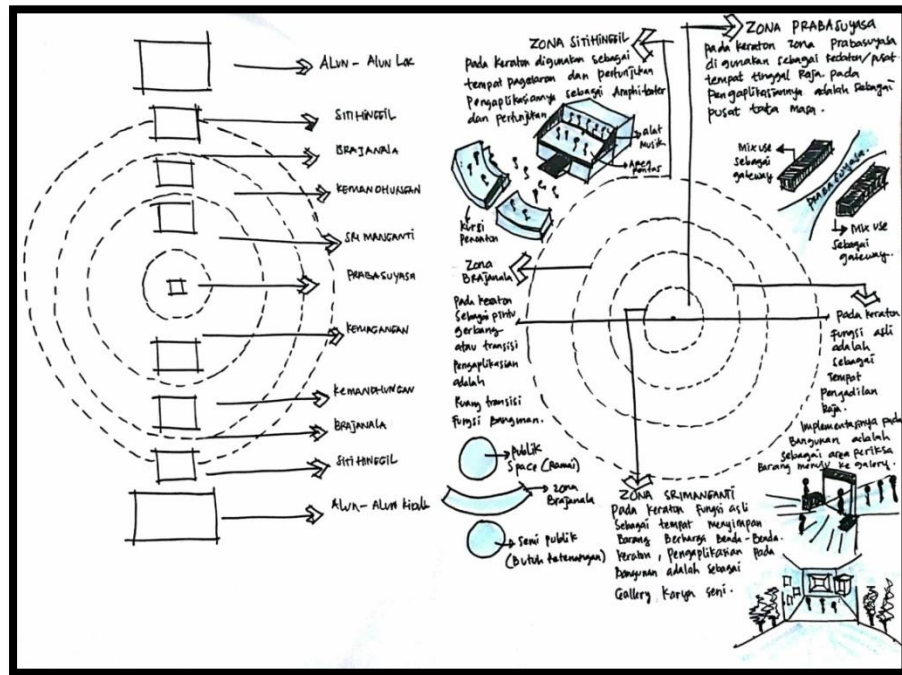 ALUN - ALUN LOR
SITIHINGGIL
BRAJANALA
KEMANDHUNGAN
SRI MANGANTI
PRABASUYASA
KEMAGANGAN
KEMANDHUNGAN
BRAJANALA
SITIHINGGIL
ALUN - ALUN KIDUL
ZONA SITIHINGGIL
pada keraton digunakan sebagai
tempat pagelaran dan pertunjukan
Pengaplikasiannya sebagai Amphiteater
dan pertunjukan
alat
Musik
Area
pentas
Kursi
Penonton
ZONA PRABASUYASA
pada keraton zona Prabasuyasa
di gunakan sebagai kedaton/pusat
tempat tinggal Raja. pada
pengaplikasiannya adalah sebagai
pusat tata masa.
Mix use
sebagai
gateway.
PRABASUYASA.
Mix use
sebagai
gateway.
Zona
BRAJANALA
Pada keraton
Sebagai pintu
gerbang
atau transisi
Pengaplikasian
adalah
Ruang transisi
Fungsi Bangunan.
pada keraton
Fungsi asli
adalah
sebagai
Tempat
Pengadilan
Raja.
Implementasinya pada
Bangunan adalah
sebagai area periksa
Barang menuju ke galery.
Publik
Space (Ramai)
Zona
Brajanala
Semi publik
(Butuh ketenangan)
ZONA SRIMANGANTI
Pada keraton Fungsi asli
Sebagai tempat menyimpan
Barang Berharga Benda-Benda.
keraton, Pengaplikasian pada
Bangunan adalah sebagai
Gallery Karya seni.